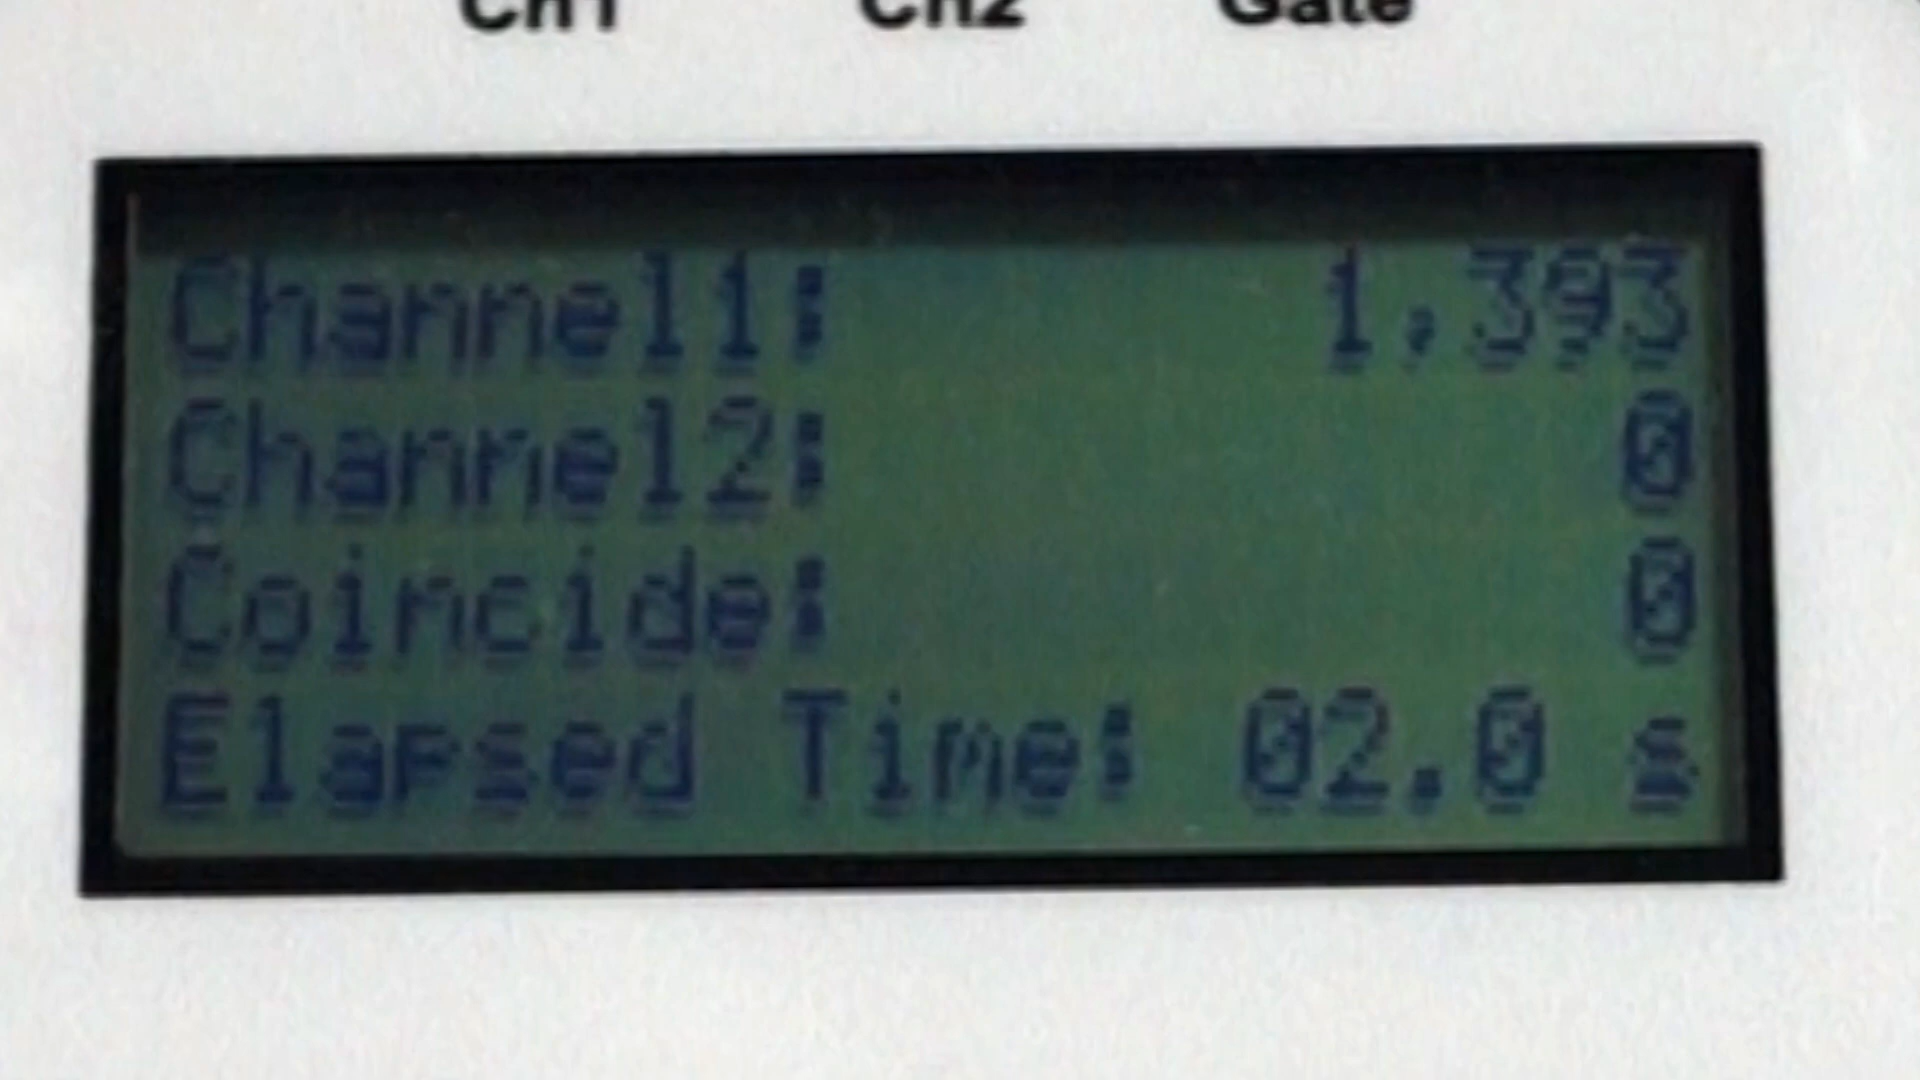 Ch1 Ch2 Gate
Channel1: 1,393
Channel2: 0
Coincide: 0
Elapsed Time: 02.0 s